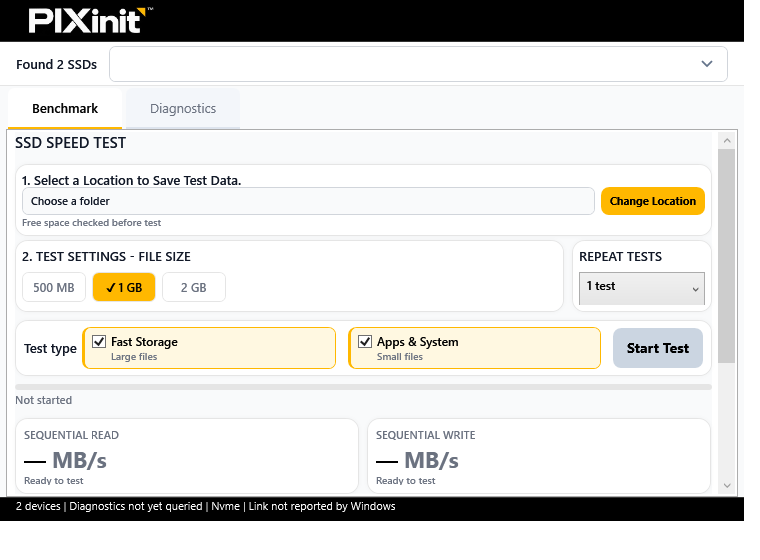 PIXinit™
Found 2 SSDs
Benchmark Diagnostics
SSD SPEED TEST
1. Select a Location to Save Test Data.
Choose a folder
Change Location
Free space checked before test
2. TEST SETTINGS - FILE SIZE
500 MB ✓ 1 GB 2 GB
REPEAT TESTS
1 test
Test type
Fast Storage
Large files
Apps & System
Small files
Start Test
Not started
SEQUENTIAL READ
— MB/s
Ready to test
SEQUENTIAL WRITE
— MB/s
Ready to test
2 devices | Diagnostics not yet queried | Nvme | Link not reported by Windows